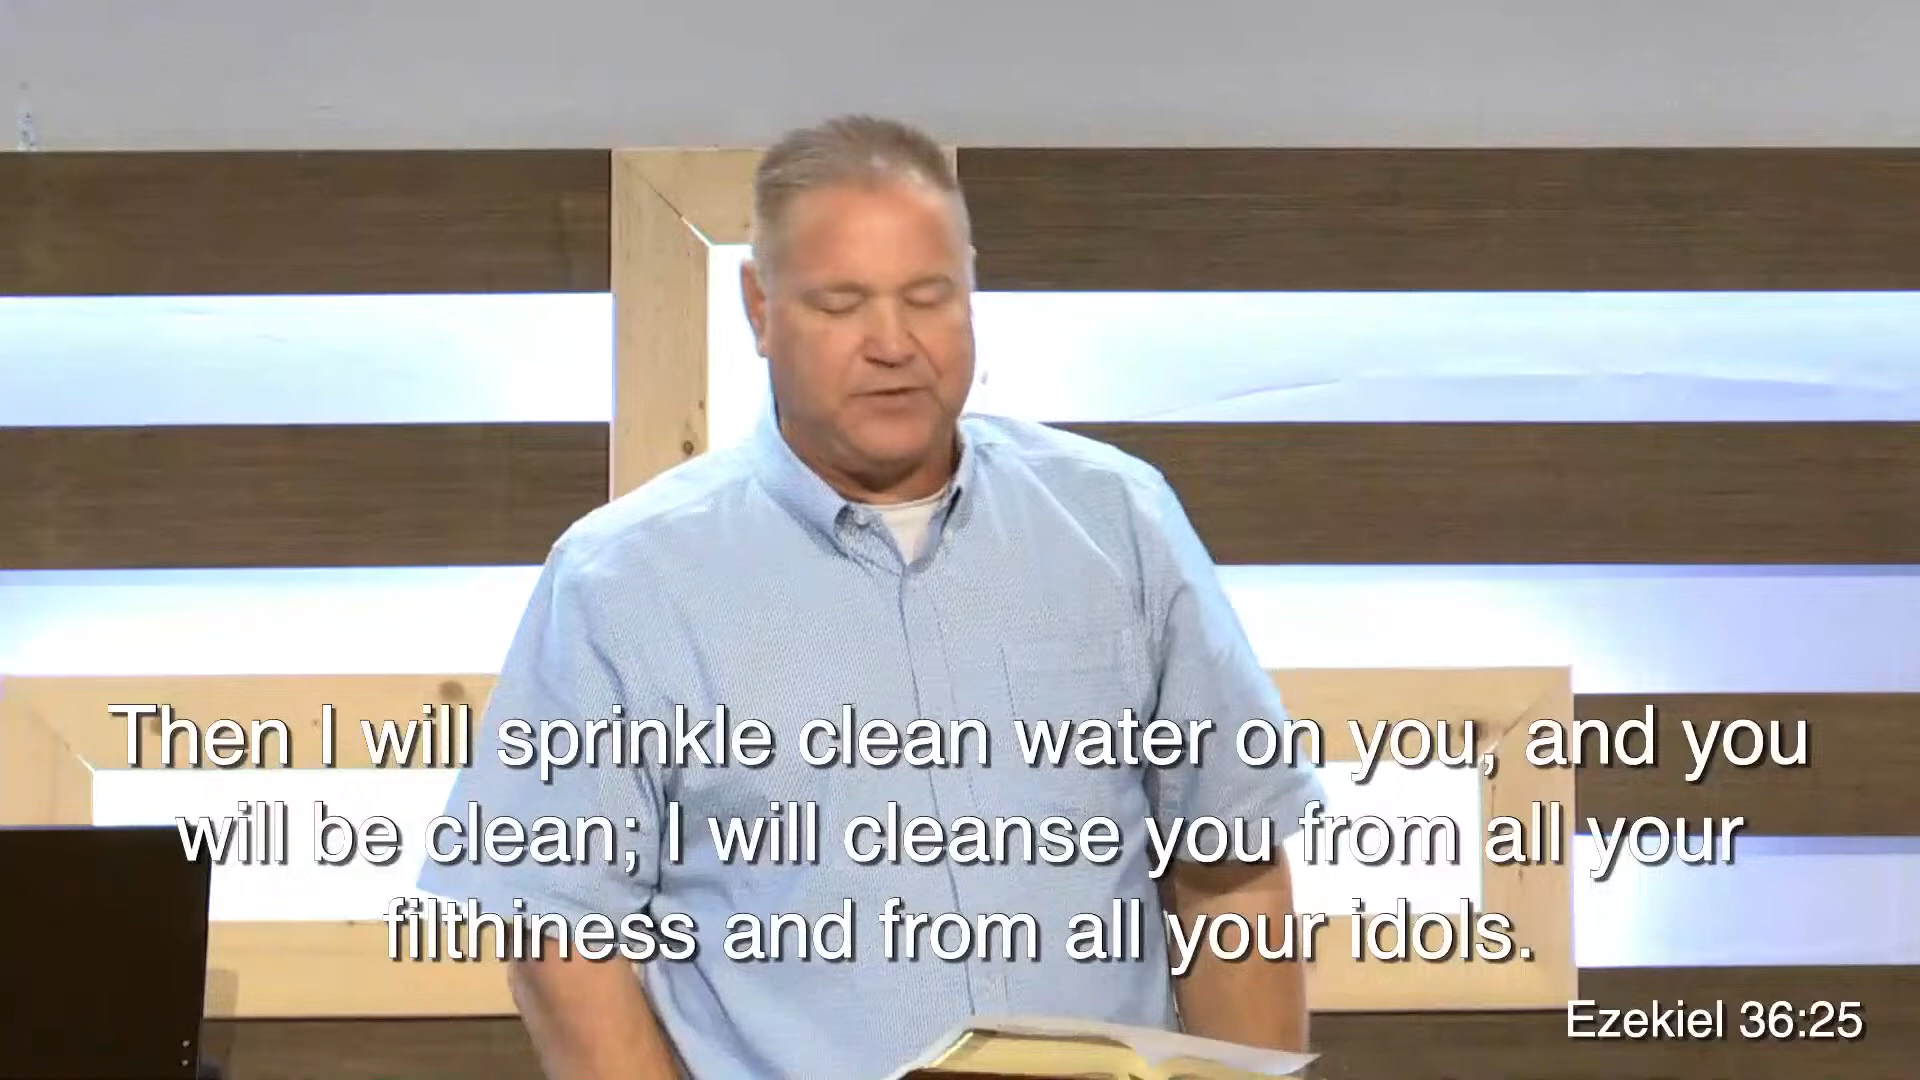 Then I will sprinkle clean water on you, and you
will be clean; I will cleanse you from all your
filthiness and from all your idols.
Ezekiel 36:25